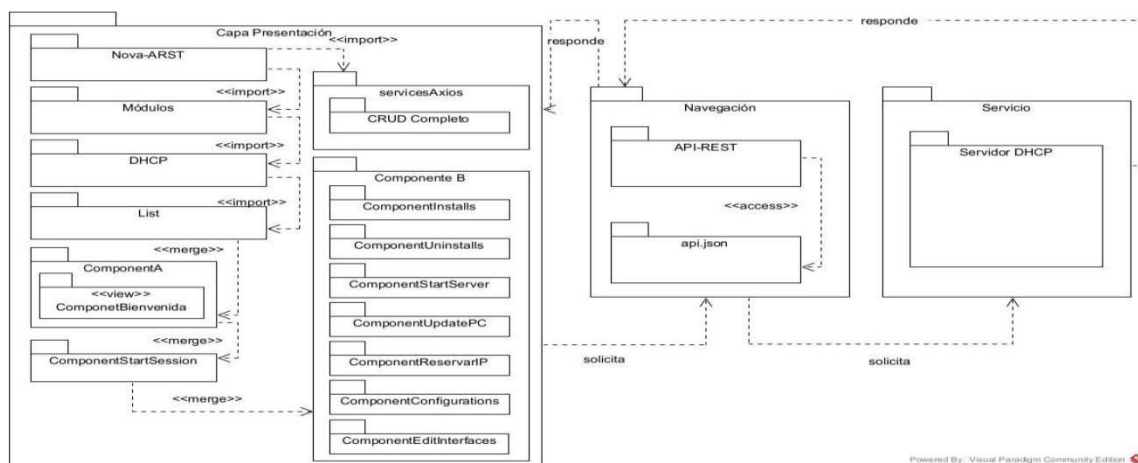 Capa Presentación
Nova-ARST
<<import>>
<<import>>
Módulos
<<import>>
DHCP
<<import>>
List
<<merge>>
ComponentA
<<view>>
ComponetBienvenida
<<merge>>
ComponentStartSession
<<merge>>
servicesAxios
CRUD Completo
Componente B
ComponentInstalls
ComponentUninstalls
ComponentStartServer
ComponentUpdatePC
ComponentReservarIP
ComponentConfigurations
ComponentEditInterfaces
responde
solicita
Navegación
API-REST
<<access>>
api.json
responde
solicita
Servicio
Servidor DHCP
Powered By: Visual Paradigm Community Edition